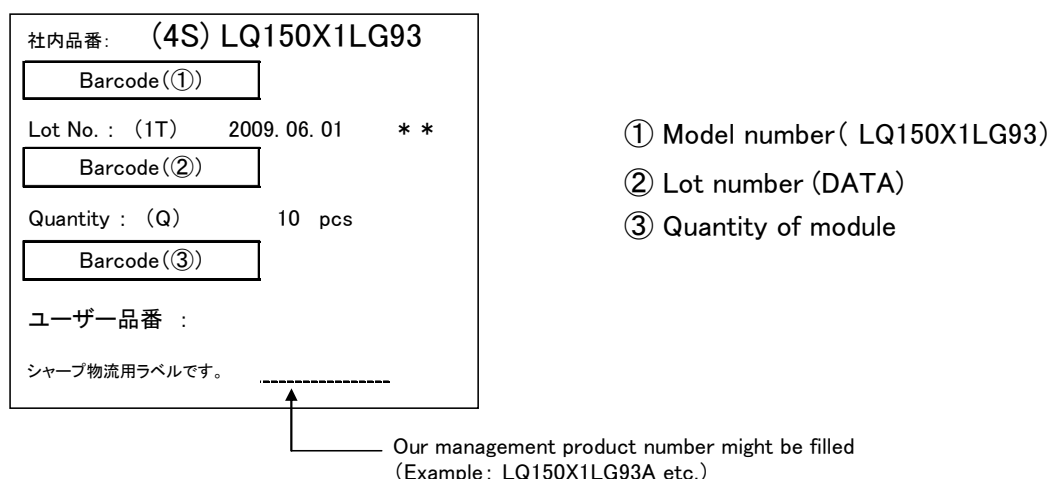 社内品番: (4S) LQ150X1LG93
Barcode(①)
Lot No. : (1T) 2009. 06. 01 * *
Barcode(②)
Quantity : (Q) 10 pcs
Barcode(③)
ユーザー品番 :
シャープ物流用ラベルです。
① Model number( LQ150X1LG93)
② Lot number (DATA)
③ Quantity of module
Our management product number might be filled
(Example: LQ150X1LG93A etc.)